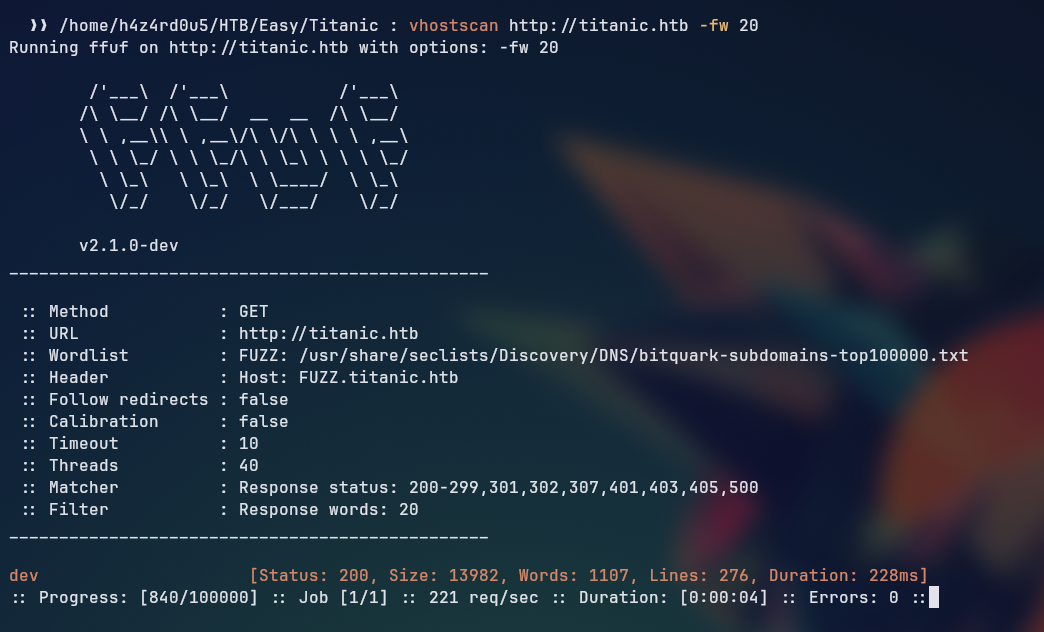 ⟫ /home/h4z4rd0u5/HTB/Easy/Titanic : vhostscan http://titanic.htb -fw 20
Running ffuf on http://titanic.htb with options: -fw 20

        /'___\  /'___\           /'___\
       /\ \__/ /\ \__/  __  __  /\ \__/
       \ \ ,__\\ \ ,__\/\ \/\ \ \ \ ,__\
        \ \ \_/ \ \ \_/\ \ \_\ \ \ \ \_/
         \ \_\   \ \_\  \ \____/  \ \_\
          \/_/    \/_/   \/___/    \/_/

       v2.1.0-dev
________________________________________________

 :: Method           : GET
 :: URL              : http://titanic.htb
 :: Wordlist         : FUZZ: /usr/share/seclists/Discovery/DNS/bitquark-subdomains-top100000.txt
 :: Header           : Host: FUZZ.titanic.htb
 :: Follow redirects : false
 :: Calibration      : false
 :: Timeout          : 10
 :: Threads          : 40
 :: Matcher          : Response status: 200-299,301,302,307,401,403,405,500
 :: Filter           : Response words: 20
________________________________________________

dev                     [Status: 200, Size: 13982, Words: 1107, Lines: 276, Duration: 228ms]
:: Progress: [840/100000] :: Job [1/1] :: 221 req/sec :: Duration: [0:00:04] :: Errors: 0 ::